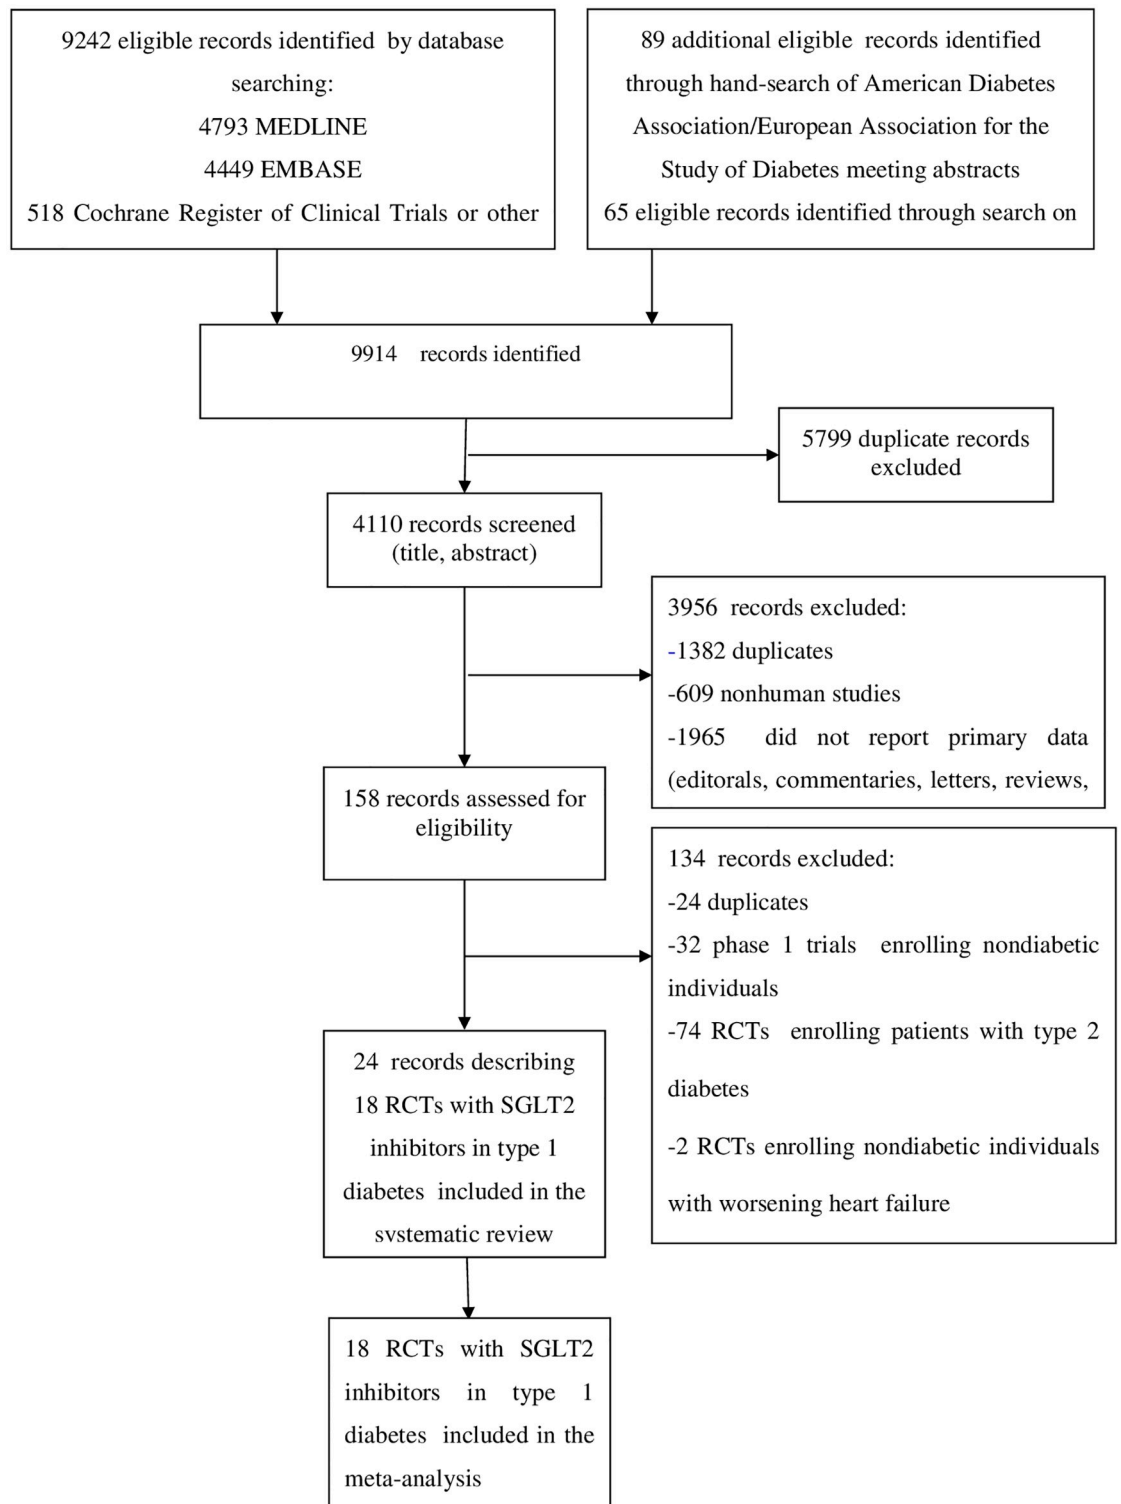 9242 eligible records identified by database
searching:
4793 MEDLINE
4449 EMBASE
518 Cochrane Register of Clinical Trials or other
89 additional eligible records identified
through hand-search of American Diabetes
Association/European Association for the
Study of Diabetes meeting abstracts
65 eligible records identified through search on
9914 records identified
5799 duplicate records
excluded
4110 records screened
(title, abstract)
3956 records excluded:
-1382 duplicates
-609 nonhuman studies
-1965 did not report primary data
(editorals, commentaries, letters, reviews,
158 records assessed for
eligibility
134 records excluded:
-24 duplicates
-32 phase 1 trials enrolling nondiabetic
individuals
-74 RCTs enrolling patients with type 2
diabetes
-2 RCTs enrolling nondiabetic individuals
with worsening heart failure
24 records describing
18 RCTs with SGLT2
inhibitors in type 1
diabetes included in the
systematic review
18 RCTs with SGLT2
inhibitors in type 1
diabetes included in the
meta-analysis